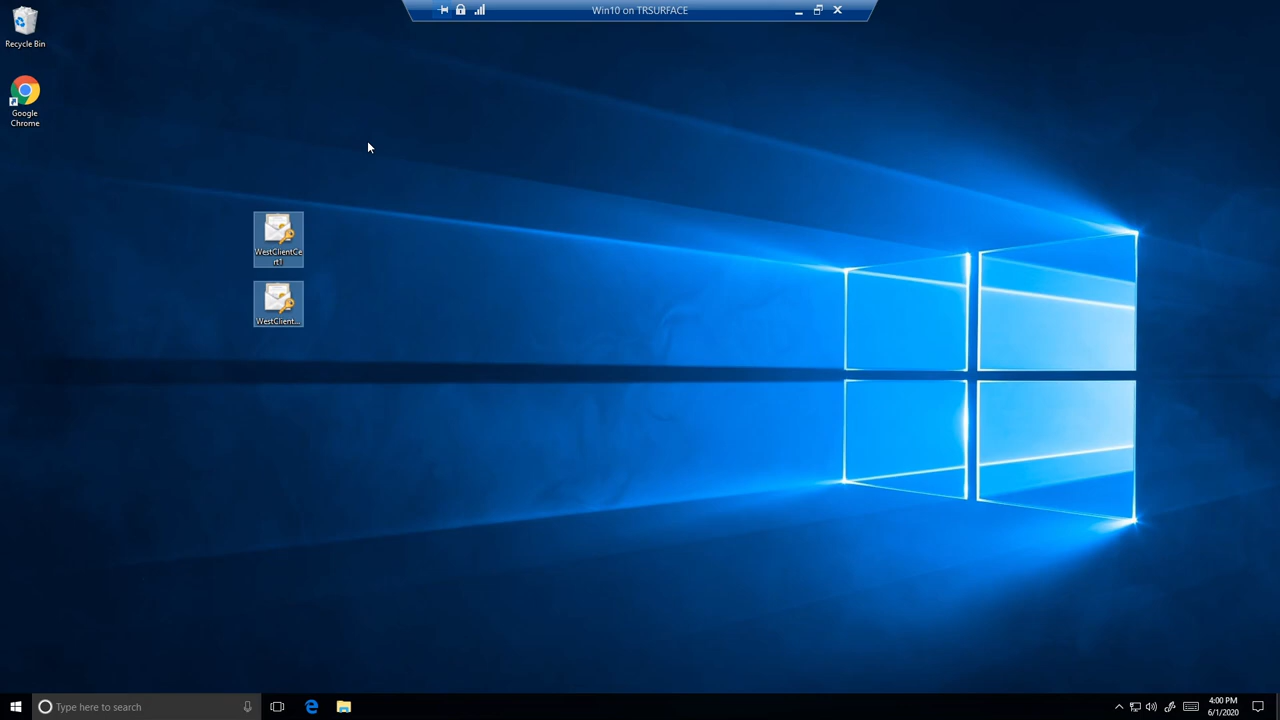 Win10 on TRSURFACE
Recycle Bin
Google
Chrome
WestClientCe
rt1
WestClient...
Type here to search
4:00 PM
6/1/2020